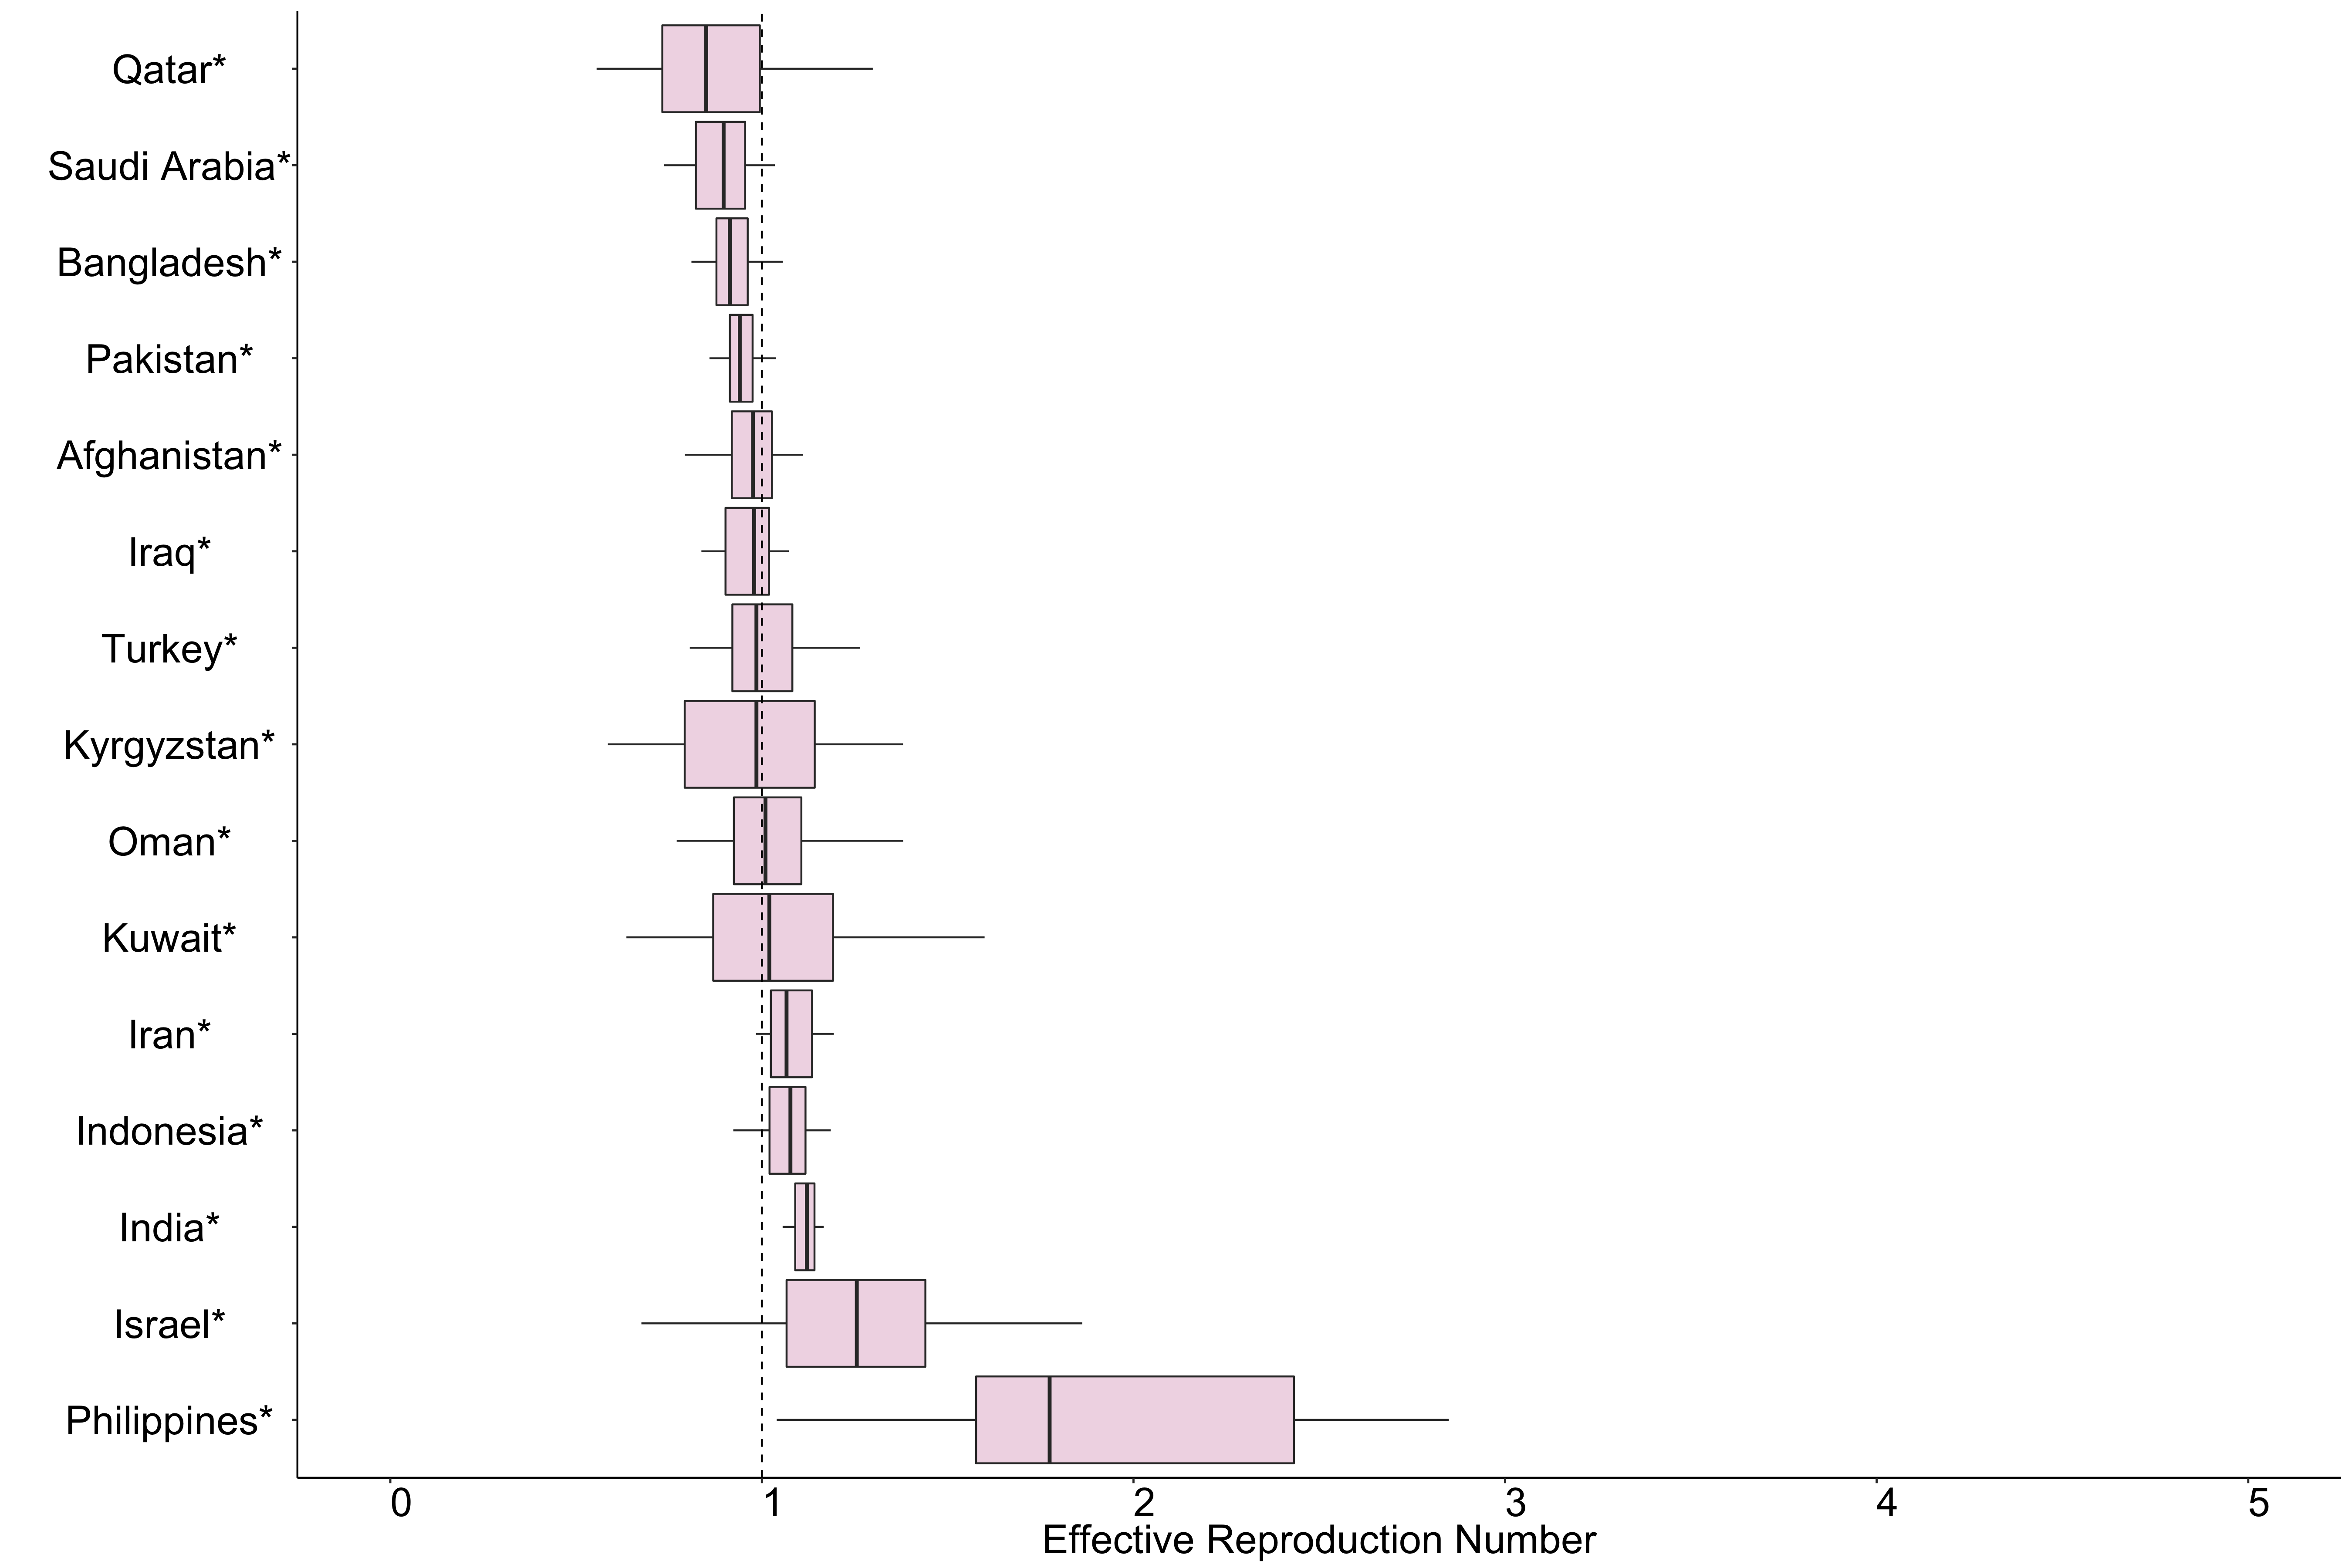 Qatar*
Saudi Arabia*
Bangladesh*
Pakistan*
Afghanistan*
Iraq*
Turkey*
Kyrgyzstan*
Oman*
Kuwait*
Iran*
Indonesia*
India*
Israel*
Philippines*
0 1 2 3 4 5
Effective Reproduction Number